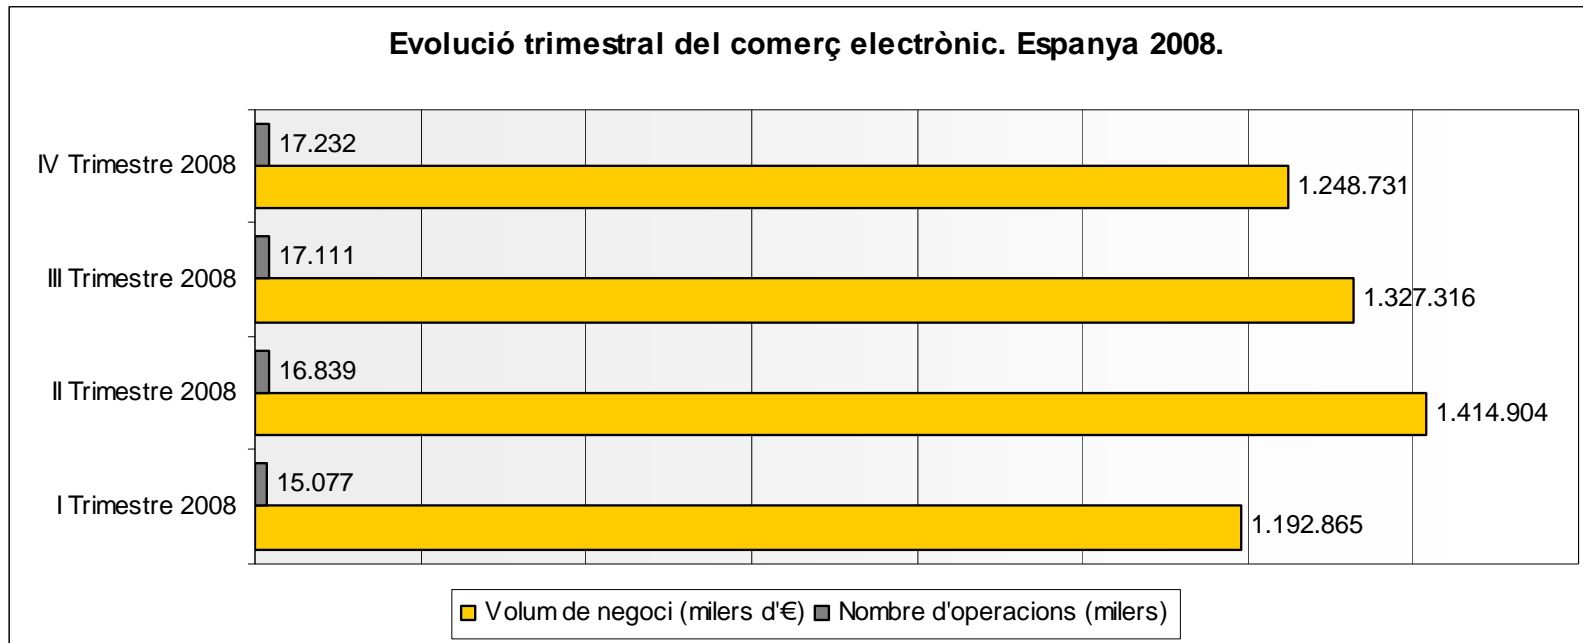 Evolució trimestral del comerç electrònic. Espanya 2008.
IV Trimestre 2008
17.232
1.248.731
III Trimestre 2008
17.111
1.327.316
II Trimestre 2008
16.839
1.414.904
I Trimestre 2008
15.077
1.192.865
Volum de negoci (milers d'€) Nombre d'operacions (milers)